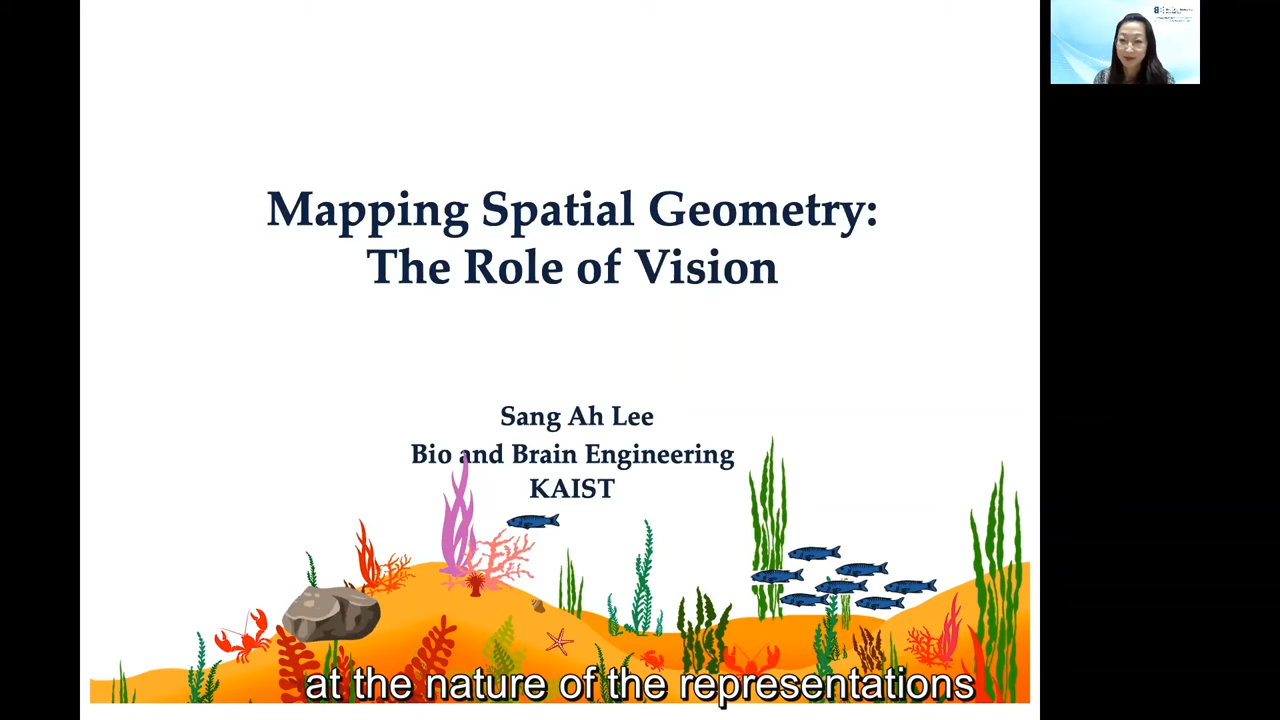 Mapping Spatial Geometry:
The Role of Vision
Sang Ah Lee
Bio and Brain Engineering
KAIST
at the nature of the representations